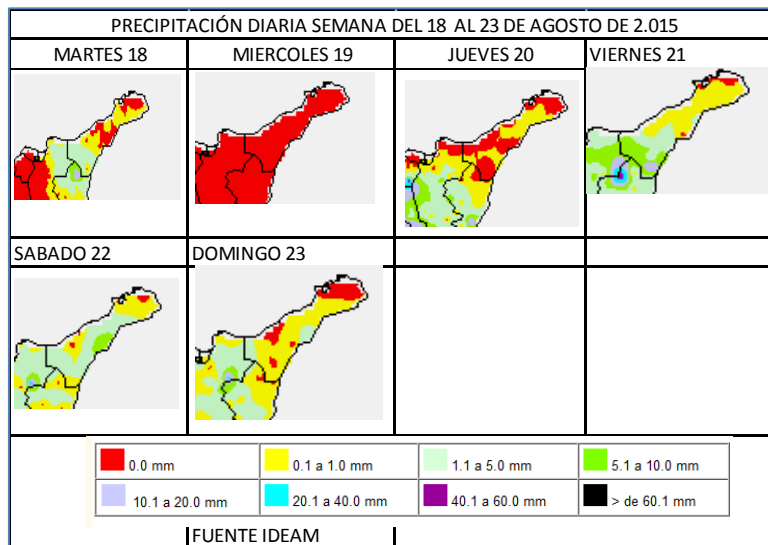 PRECIPITACIÓN DIARIA SEMANA DEL 18 AL 23 DE AGOSTO DE 2.015
MARTES 18 MIERCOLES 19 JUEVES 20 VIERNES 21
SABADO 22 DOMINGO 23
0.0 mm 0.1 a 1.0 mm 1.1 a 5.0 mm 5.1 a 10.0 mm
10.1 a 20.0 mm 20.1 a 40.0 mm 40.1 a 60.0 mm > de 60.1 mm
FUENTE IDEAM